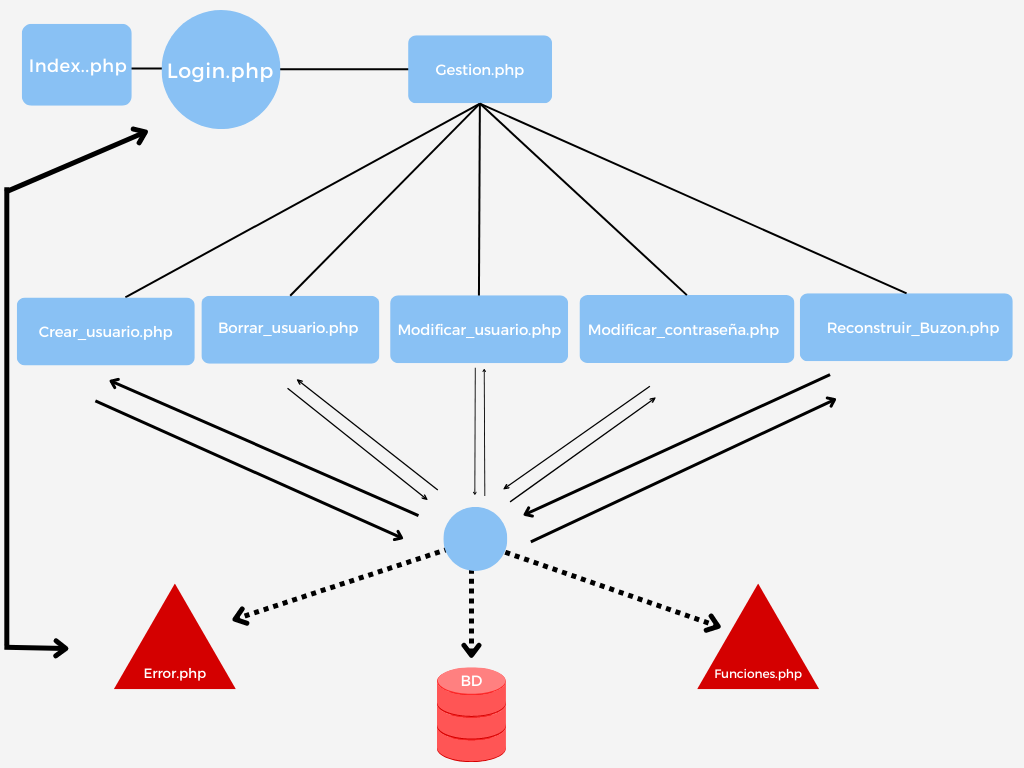 Index..php
Login.php
Gestion.php
Crear_usuario.php
Borrar_usuario.php
Modificar_usuario.php
Modificar_contraseña.php
Reconstruir_Buzon.php
Error.php
BD
Funciones.php